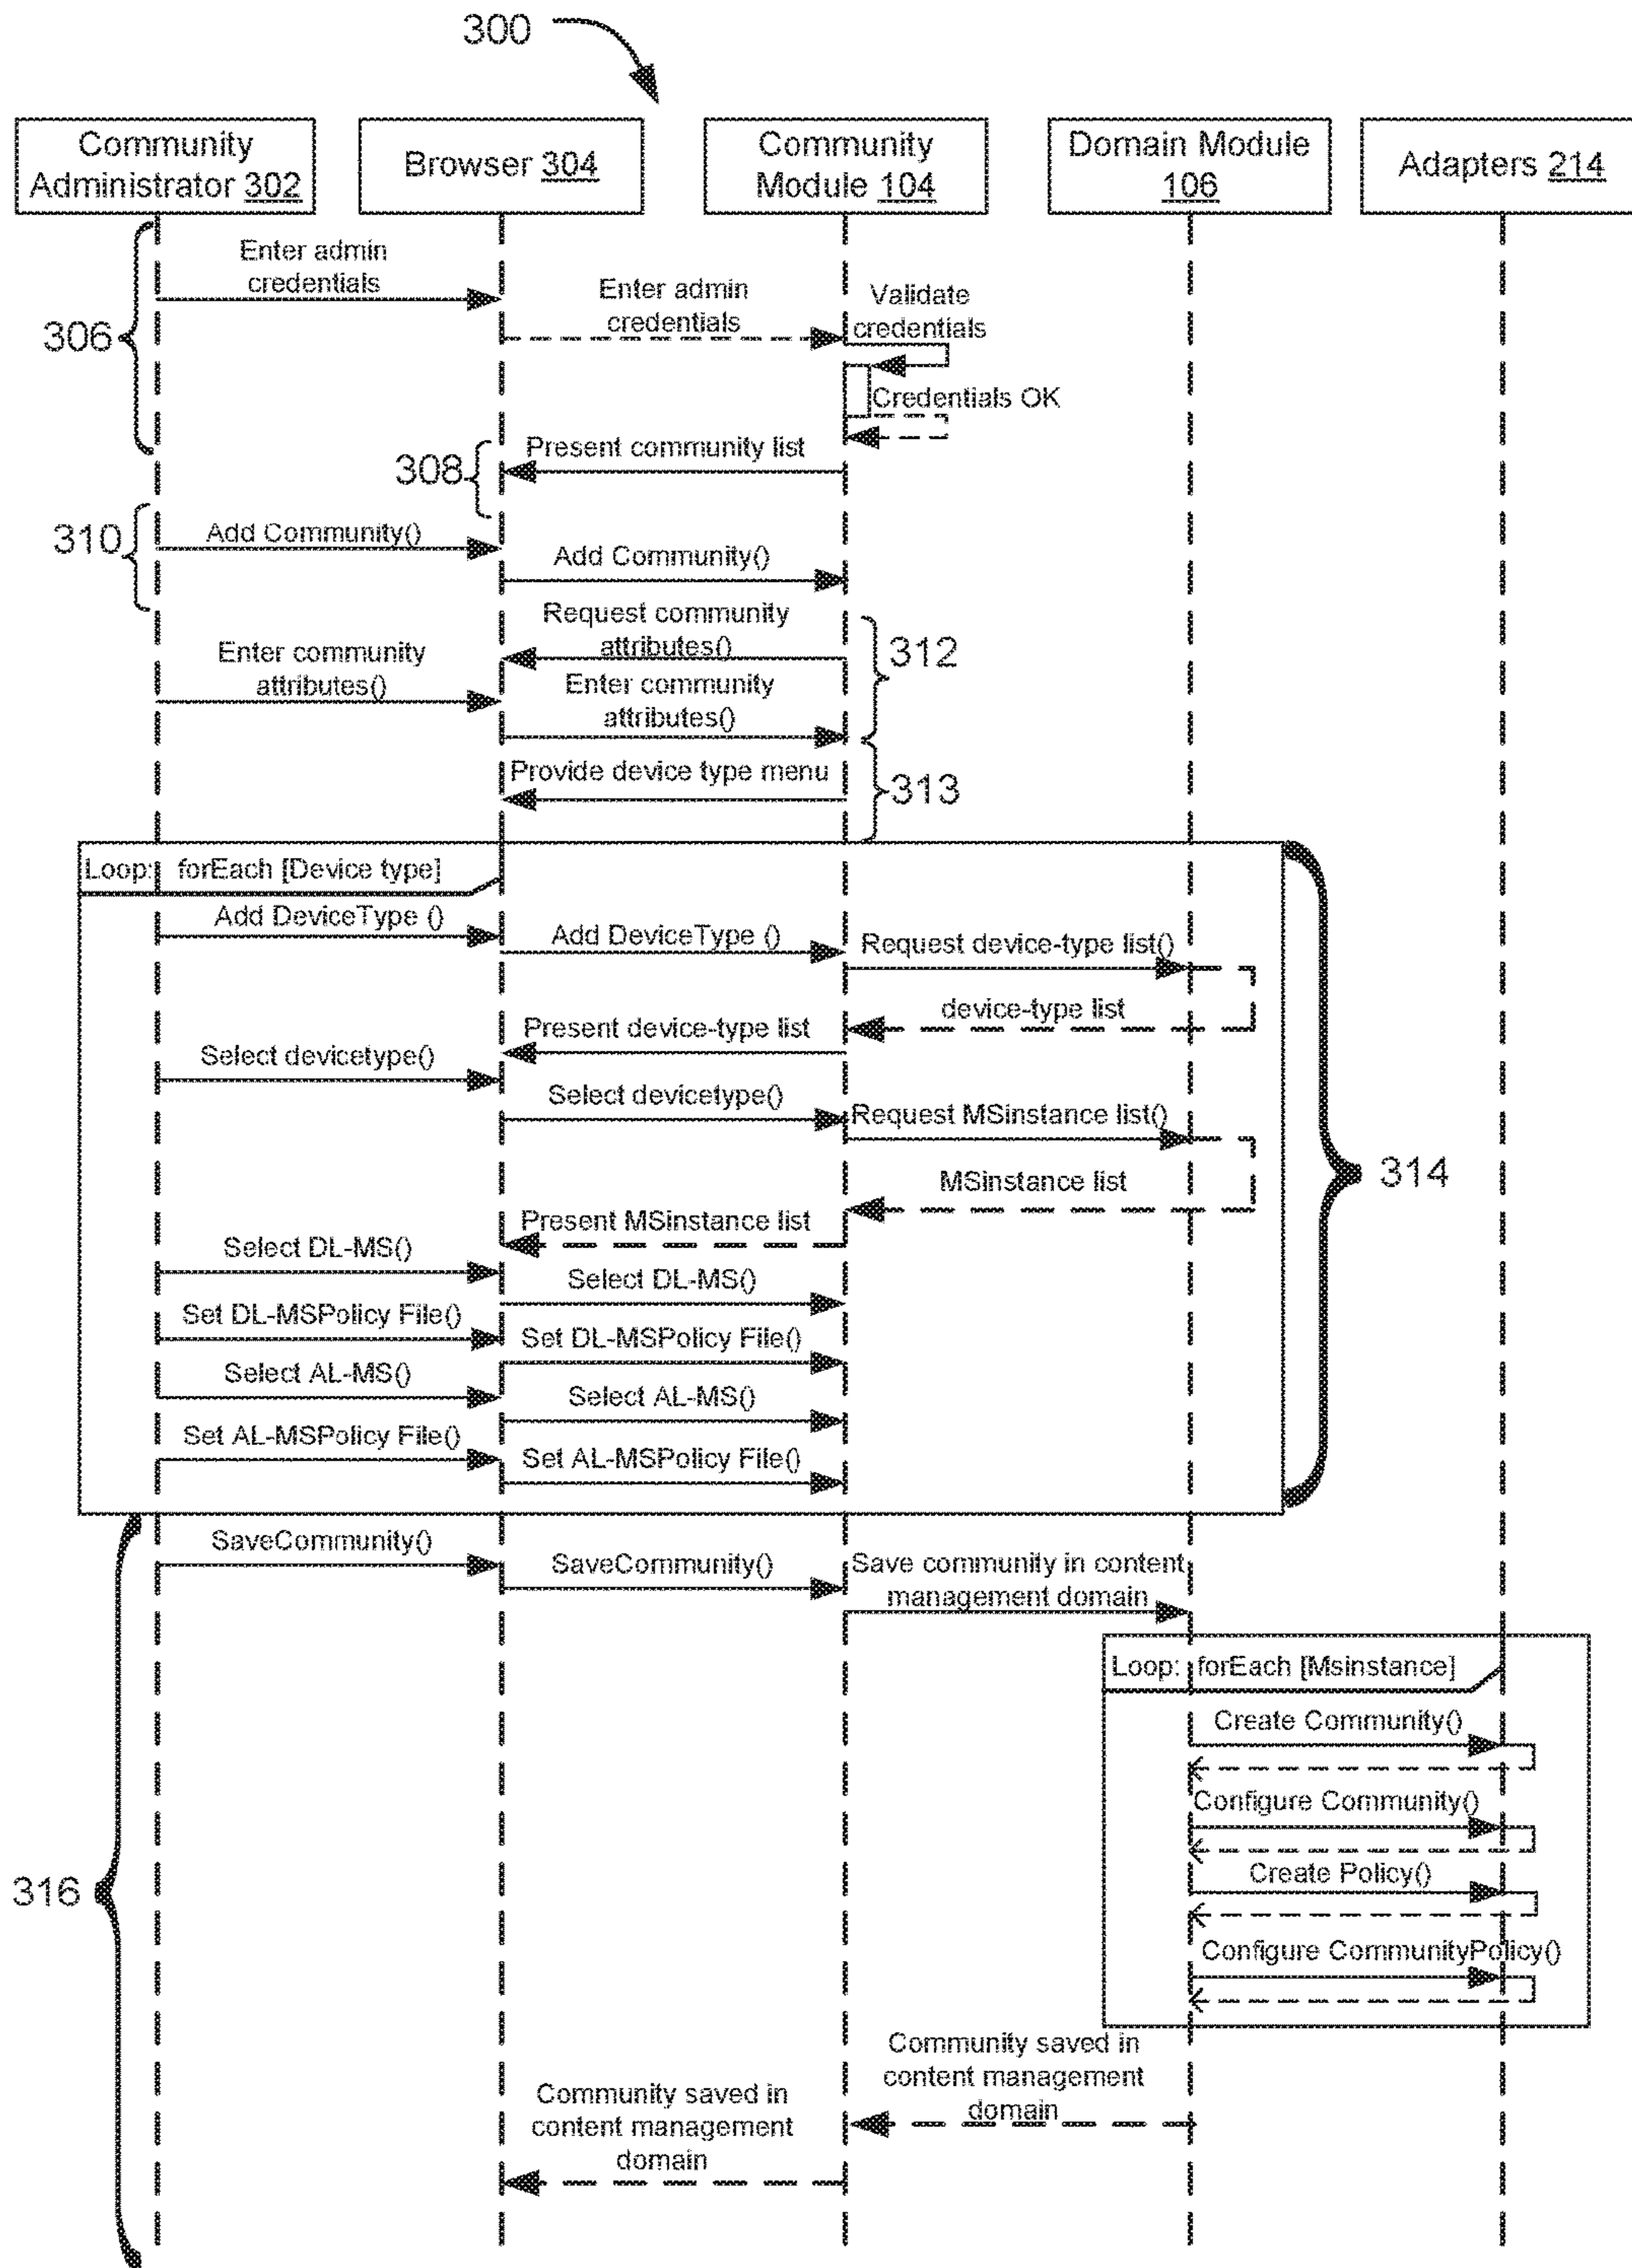 300
Community
Administrator 302
Browser 304
Community
Module 104
Domain Module
106
Adapters 214
Enter admin
credentials
Enter admin
credentials
Validate
credentials
306
Credentials OK
308
Present community list
310
Add Community()
Add Community()
Request community
attributes()
312
Enter community
attributes()
Enter community
attributes()
Provide device type menu
313
Loop: forEach [Device type]
Add DeviceType ()
Add DeviceType ()
Request device-type list()
device-type list
Present device-type list
Select devicetype()
Select devicetype()
Request MSinstance list()
MSinstance list
314
Present MSinstance list
Select DL-MS()
Select DL-MS()
Set DL-MSPolicy File()
Set DL-MSPolicy File()
Select AL-MS()
Select AL-MS()
Set AL-MSPolicy File()
Set AL-MSPolicy File()
SaveCommunity()
SaveCommunity()
Save community in content
management domain
Loop: forEach [Msinstance]
Create Community()
Configure Community()
Create Policy()
316
Configure CommunityPolicy()
Community saved in
content management
domain
Community saved in
content management
domain